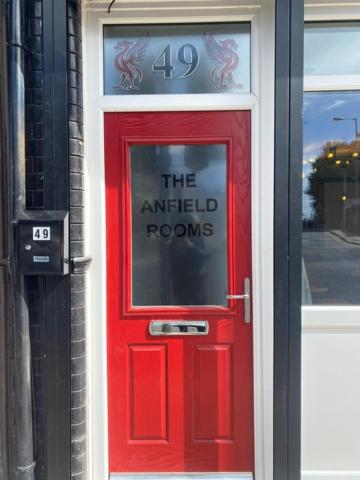 49
THE
ANFIELD
ROOMS
49